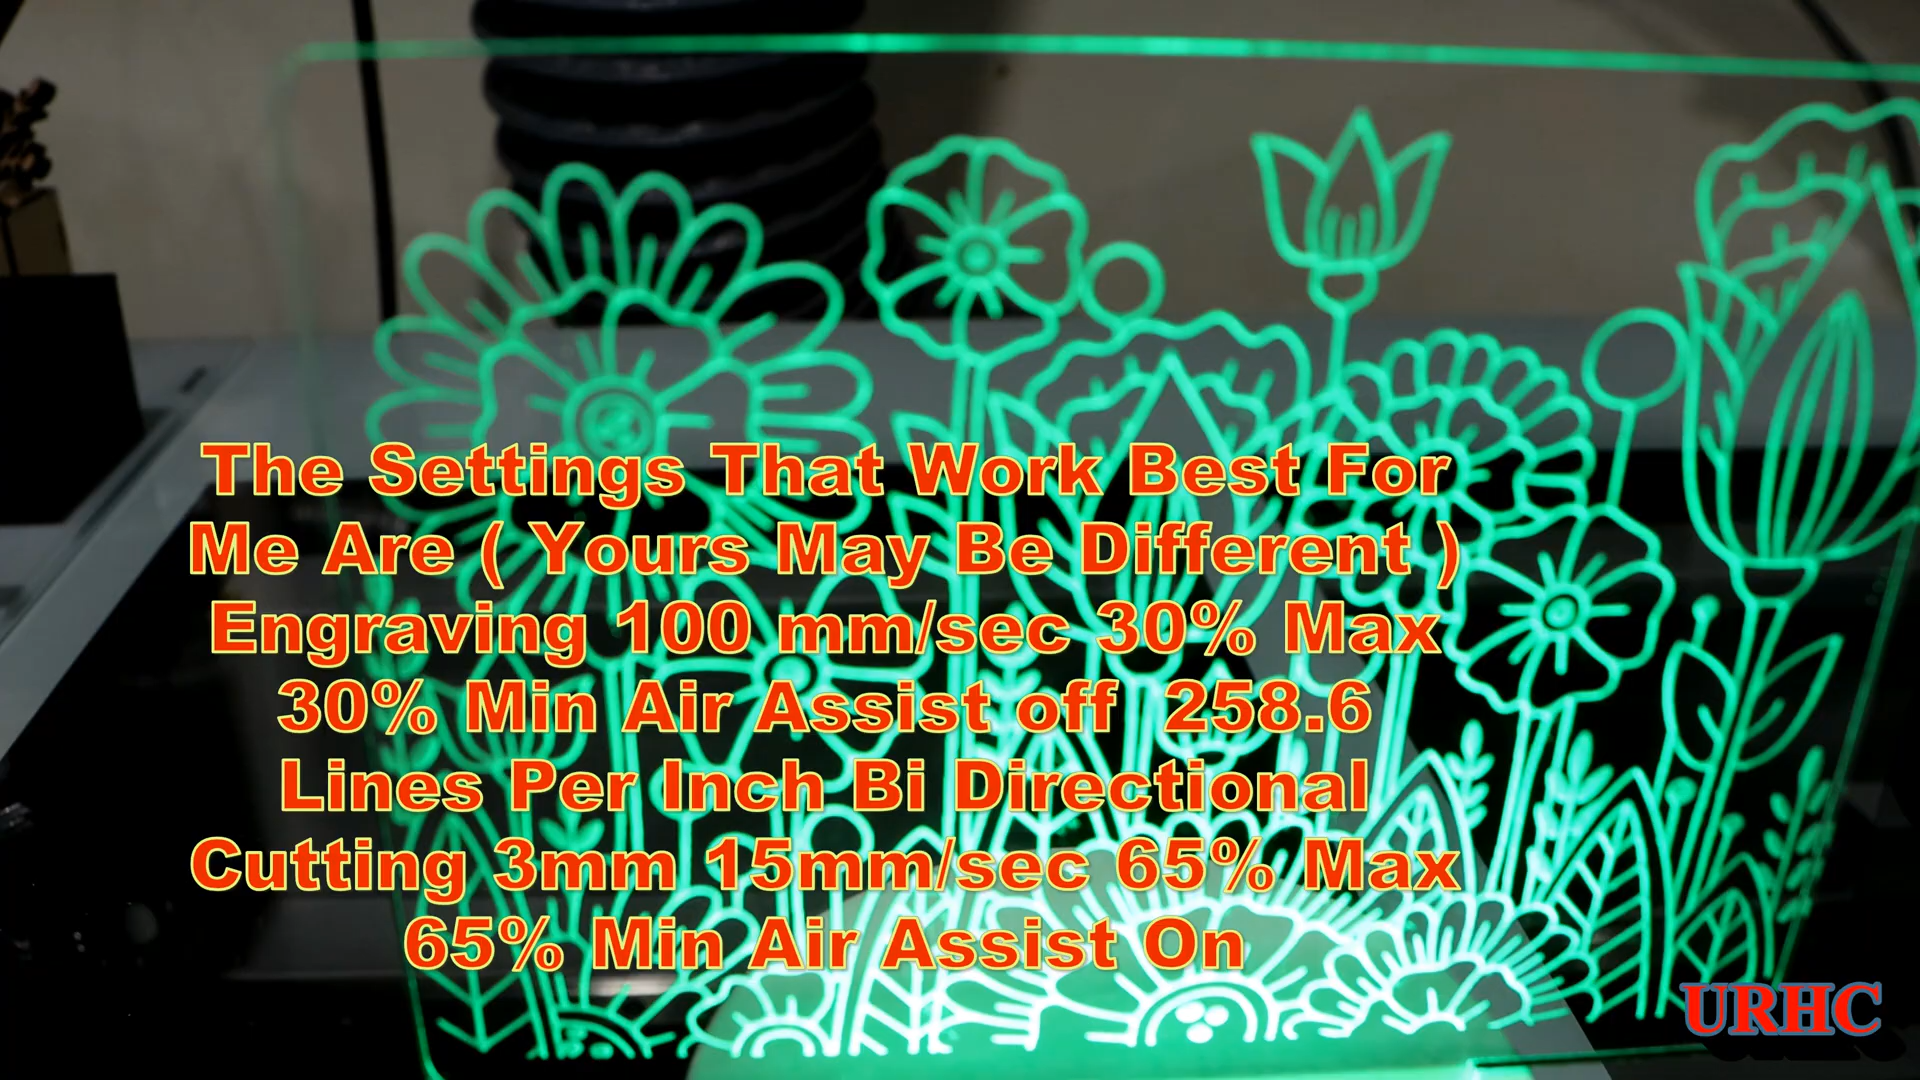 The Settings That Work Best For
Me Are ( Yours May Be Different )
Engraving 100 mm/sec 30% Max
30% Min Air Assist off 258.6
Lines Per Inch Bi Directional
Cutting 3mm 15mm/sec 65% Max
65% Min Air Assist On
URHC